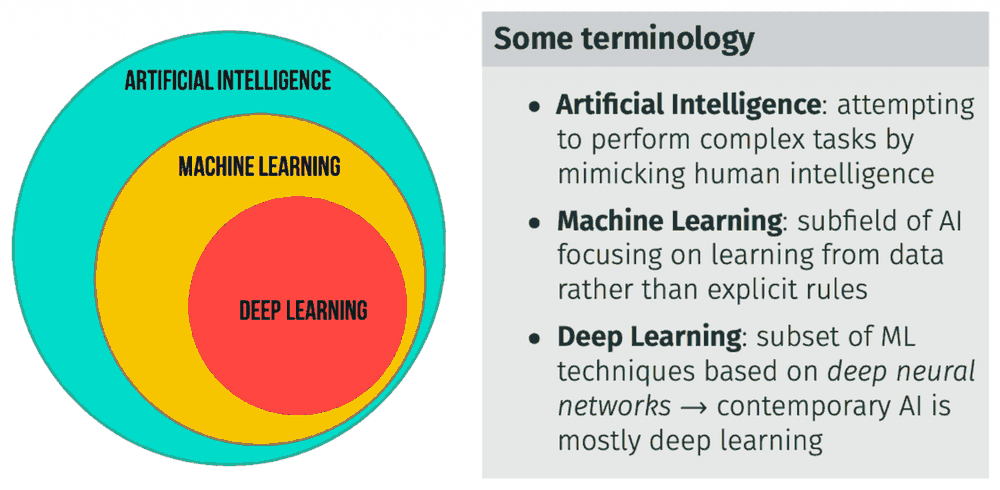 ARTIFICIAL INTELLIGENCE
MACHINE LEARNING
DEEP LEARNING
Some terminology
• Artificial Intelligence: attempting
to perform complex tasks by
mimicking human intelligence
• Machine Learning: subfield of AI
focusing on learning from data
rather than explicit rules
• Deep Learning: subset of ML
techniques based on deep neural
networks → contemporary AI is
mostly deep learning